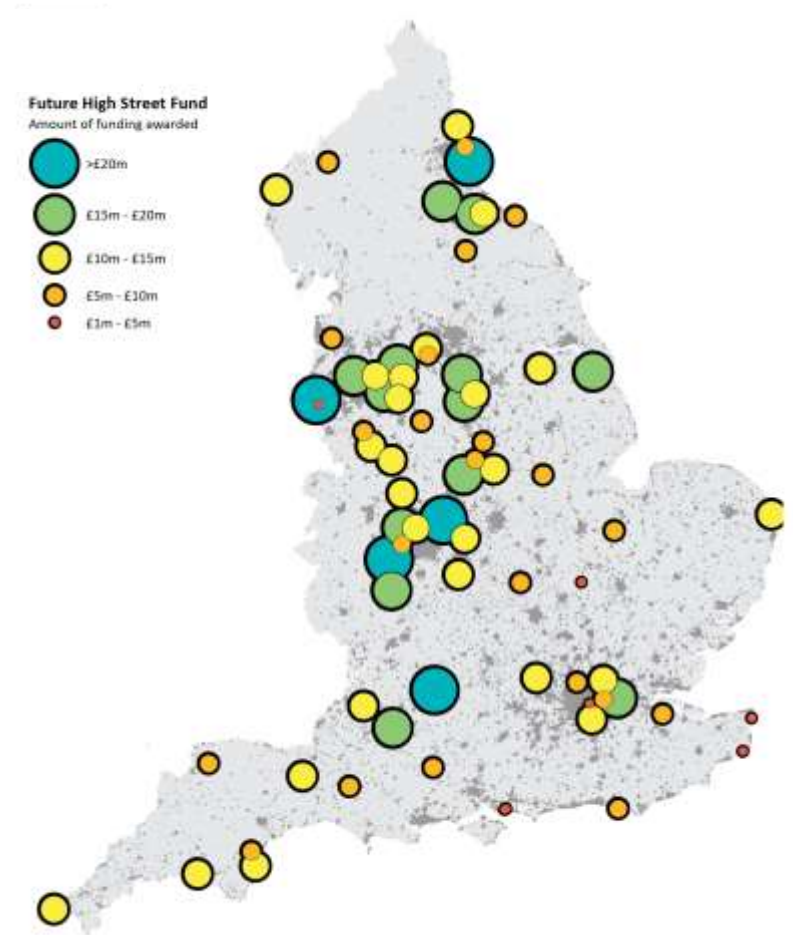 Future High Street Fund
Amount of funding awarded
>£20m
£15m - £20m
£10m - £15m
£5m - £10m
£1m - £5m